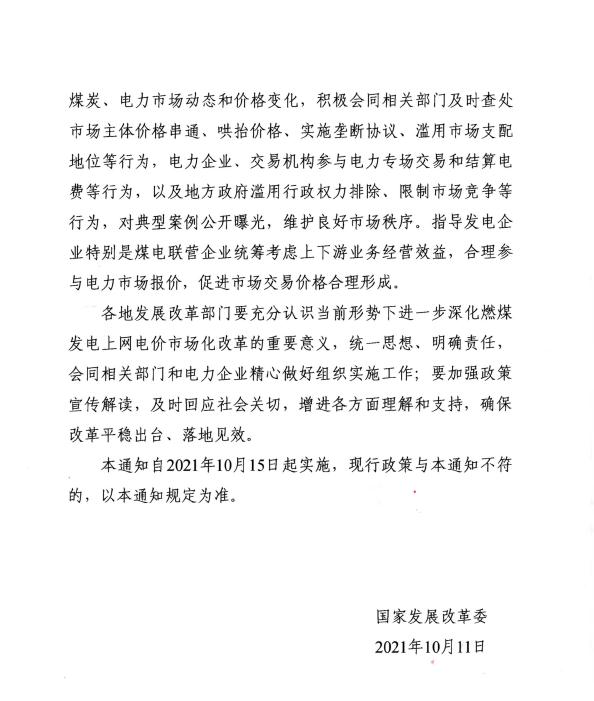 煤炭、电力市场动态和价格变化，积极会同相关部门及时查处
市场主体价格串通、哄抬价格、实施垄断协议、滥用市场支配
地位等行为，电力企业、交易机构参与电力专场交易和结算电
费等行为，以及地方政府滥用行政权力排除、限制市场竞争等
行为，对典型案例公开曝光，维护良好市场秩序。指导发电企
业特别是煤电联营企业统筹考虑上下游业务经营效益，合理参
与电力市场报价，促进市场交易价格合理形成。
各地发展改革部门要充分认识当前形势下进一步深化燃煤
发电上网电价市场化改革的重要意义，统一思想、明确责任，
会同相关部门和电力企业精心做好组织实施工作；要加强政策
宣传解读，及时回应社会关切，增进各方面理解和支持，确保
改革平稳出台、落地见效。
本通知自2021年10月15日起实施，现行政策与本通知不符
的，以本通知规定为准。
国家发展改革委
2021年10月11日